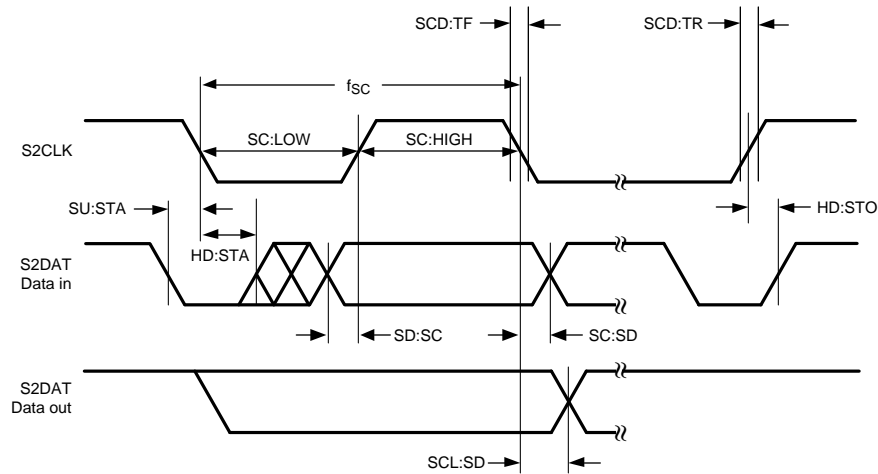 SCD:TF
SCD:TR
fSC
SC:LOW
SC:HIGH
S2CLK
SU:STA
HD:STO
HD:STA
S2DAT
Data in
SD:SC
SC:SD
S2DAT
Data out
SCL:SD